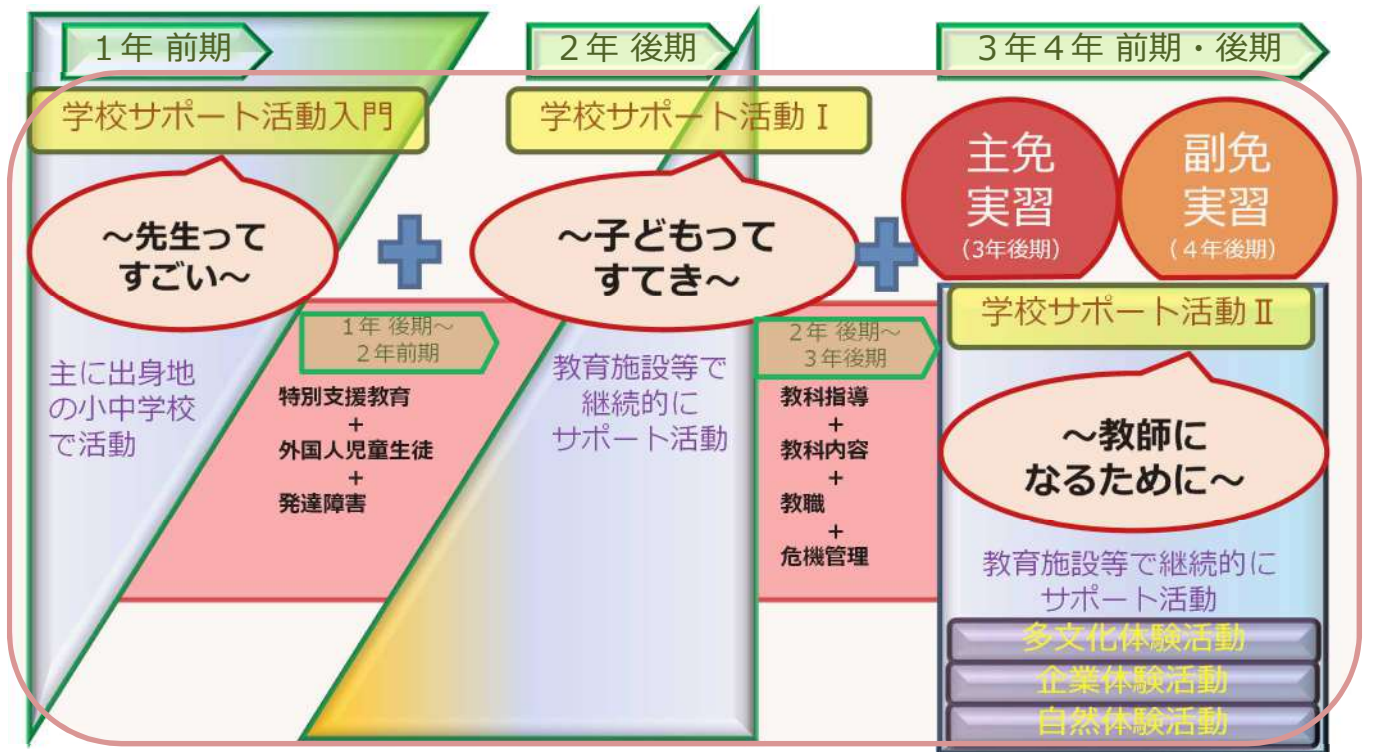 1年 前期
学校サポート活動入門
~先生って
すごい~
主に出身地
の小中学校
で活動
1年 後期~
2年前期
特別支援教育
+
外国人児童生徒
+
発達障害
2年 後期
学校サポート活動Ⅰ
~子どもって
すてき~
教育施設等で
継続的に
サポート活動
2年 後期~
3年後期
教科指導
+
教科内容
+
教職
+
危機管理
3年4年 前期・後期
主免
実習
(3年後期)
副免
実習
(4年後期)
学校サポート活動Ⅱ
~教師に
なるために~
教育施設等で継続的に
サポート活動
多文化体験活動
企業体験活動
自然体験活動